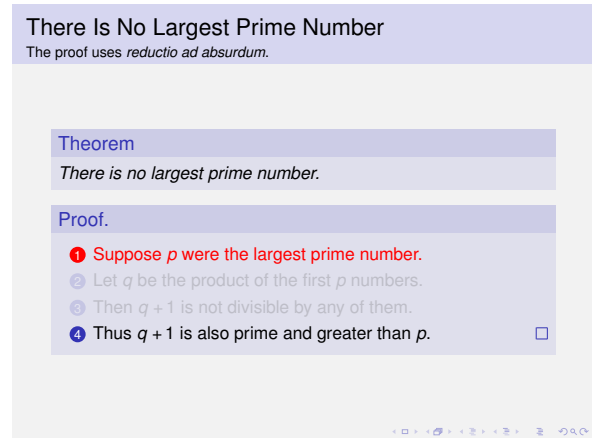 There Is No Largest Prime Number
The proof uses reductio ad absurdum.
Theorem
There is no largest prime number.
Proof.
1 Suppose p were the largest prime number.
2 Let q be the product of the first p numbers.
3 Then q + 1 is not divisible by any of them.
4 Thus q + 1 is also prime and greater than p.